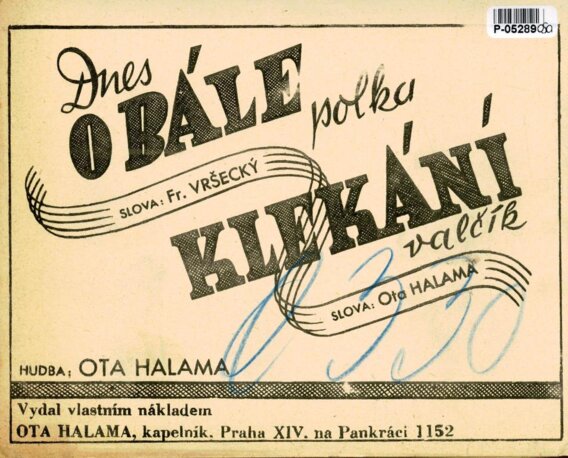 P-05289
Dnes
O BÁLE
polka
SLOVA: Fr. VRŠECKÝ
KLEKÁNÍ
valčík
SLOVA: Ota HALAMA
HUDBA: OTA HALAMA
Vydal vlastním nákladem
OTA HALAMA, kapelník, Praha XIV. na Pankráci 1152